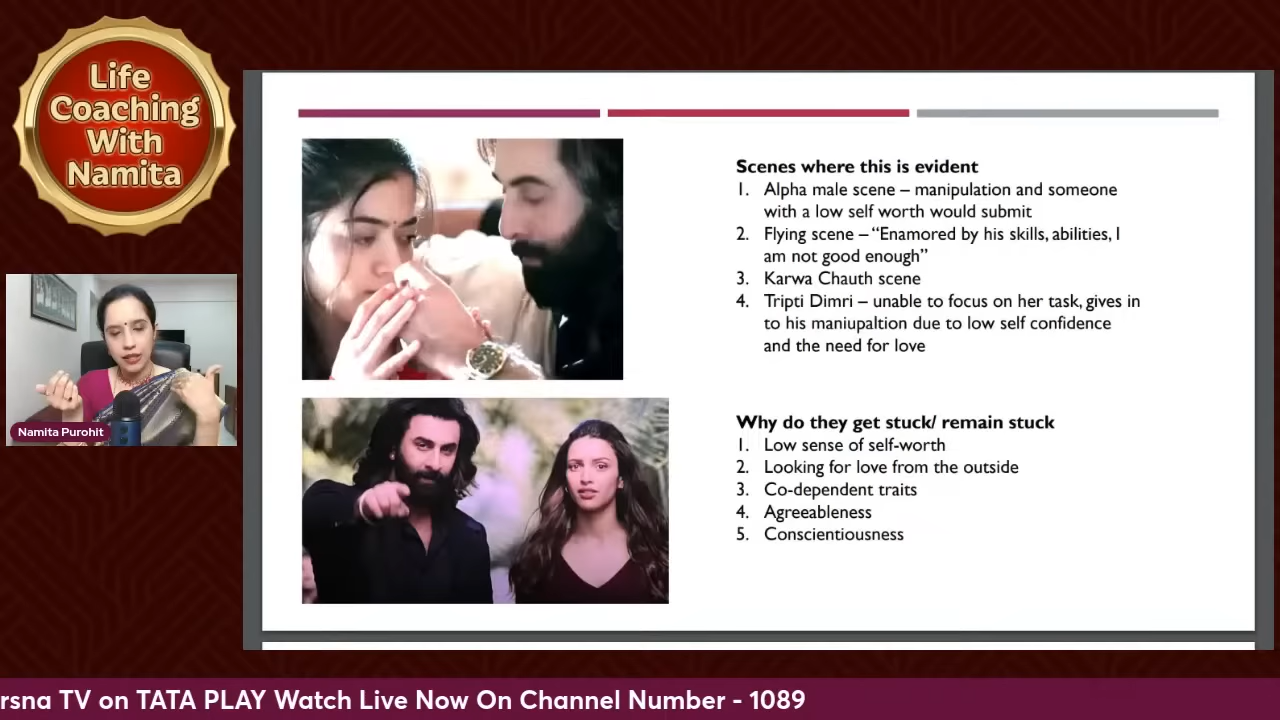 Life
Coaching
With
Namita
Scenes where this is evident
1. Alpha male scene – manipulation and someone
with a low self worth would submit
2. Flying scene – “Enamored by his skills, abilities, I
am not good enough”
3. Karwa Chauth scene
4. Tripti Dimri – unable to focus on her task, gives in
to his maniupaltion due to low self confidence
and the need for love
Why do they get stuck/ remain stuck
1. Low sense of self-worth
2. Looking for love from the outside
3. Co-dependent traits
4. Agreeableness
5. Conscientiousness
Namita Purohit
rsna TV on TATA PLAY Watch Live Now On Channel Number - 1089